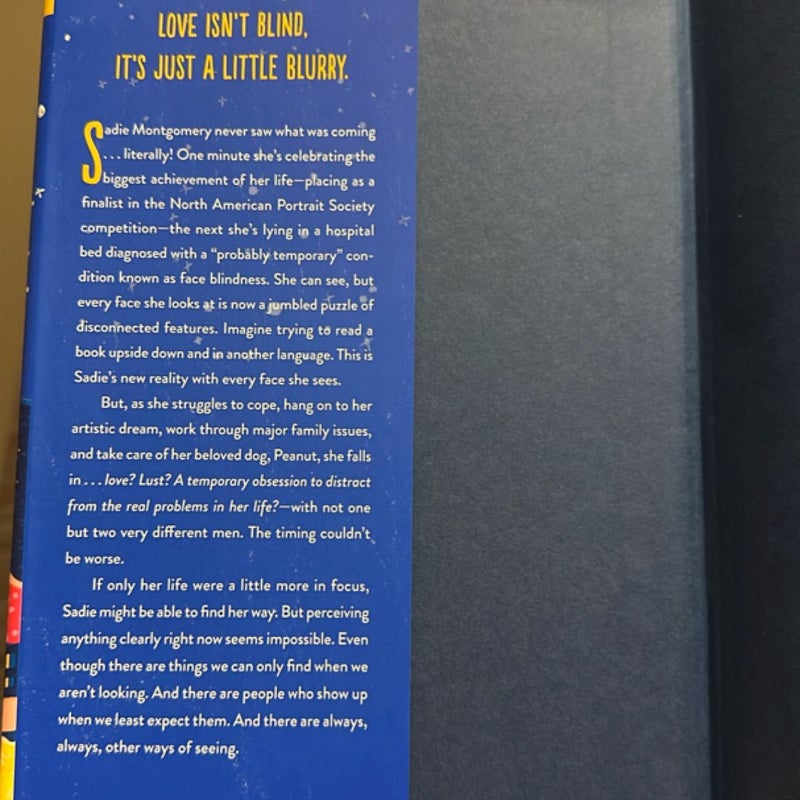 LOVE ISN'T BLIND,
IT'S JUST A LITTLE BLURRY.
Sadie Montgomery never saw what was coming
... literally! One minute she's celebrating the
biggest achievement of her life—placing as a
finalist in the North American Portrait Society
competition—the next she's lying in a hospital
bed diagnosed with a “probably temporary” con-
dition known as face blindness. She can see, but
every face she looks at is now a jumbled puzzle of
disconnected features. Imagine trying to read a
book upside down and in another language. This is
Sadie's new reality with every face she sees.
But, as she struggles to cope, hang on to her
artistic dream, work through major family issues,
and take care of her beloved dog, Peanut, she falls
in ... love? Lust? A temporary obsession to distract
from the real problems in her life?—with not one
but two very different men. The timing couldn't
be worse.
If only her life were a little more in focus,
Sadie might be able to find her way. But perceiving
anything clearly right now seems impossible. Even
though there are things we can only find when we
aren't looking. And there are people who show up
when we least expect them. And there are always,
always, other ways of seeing.